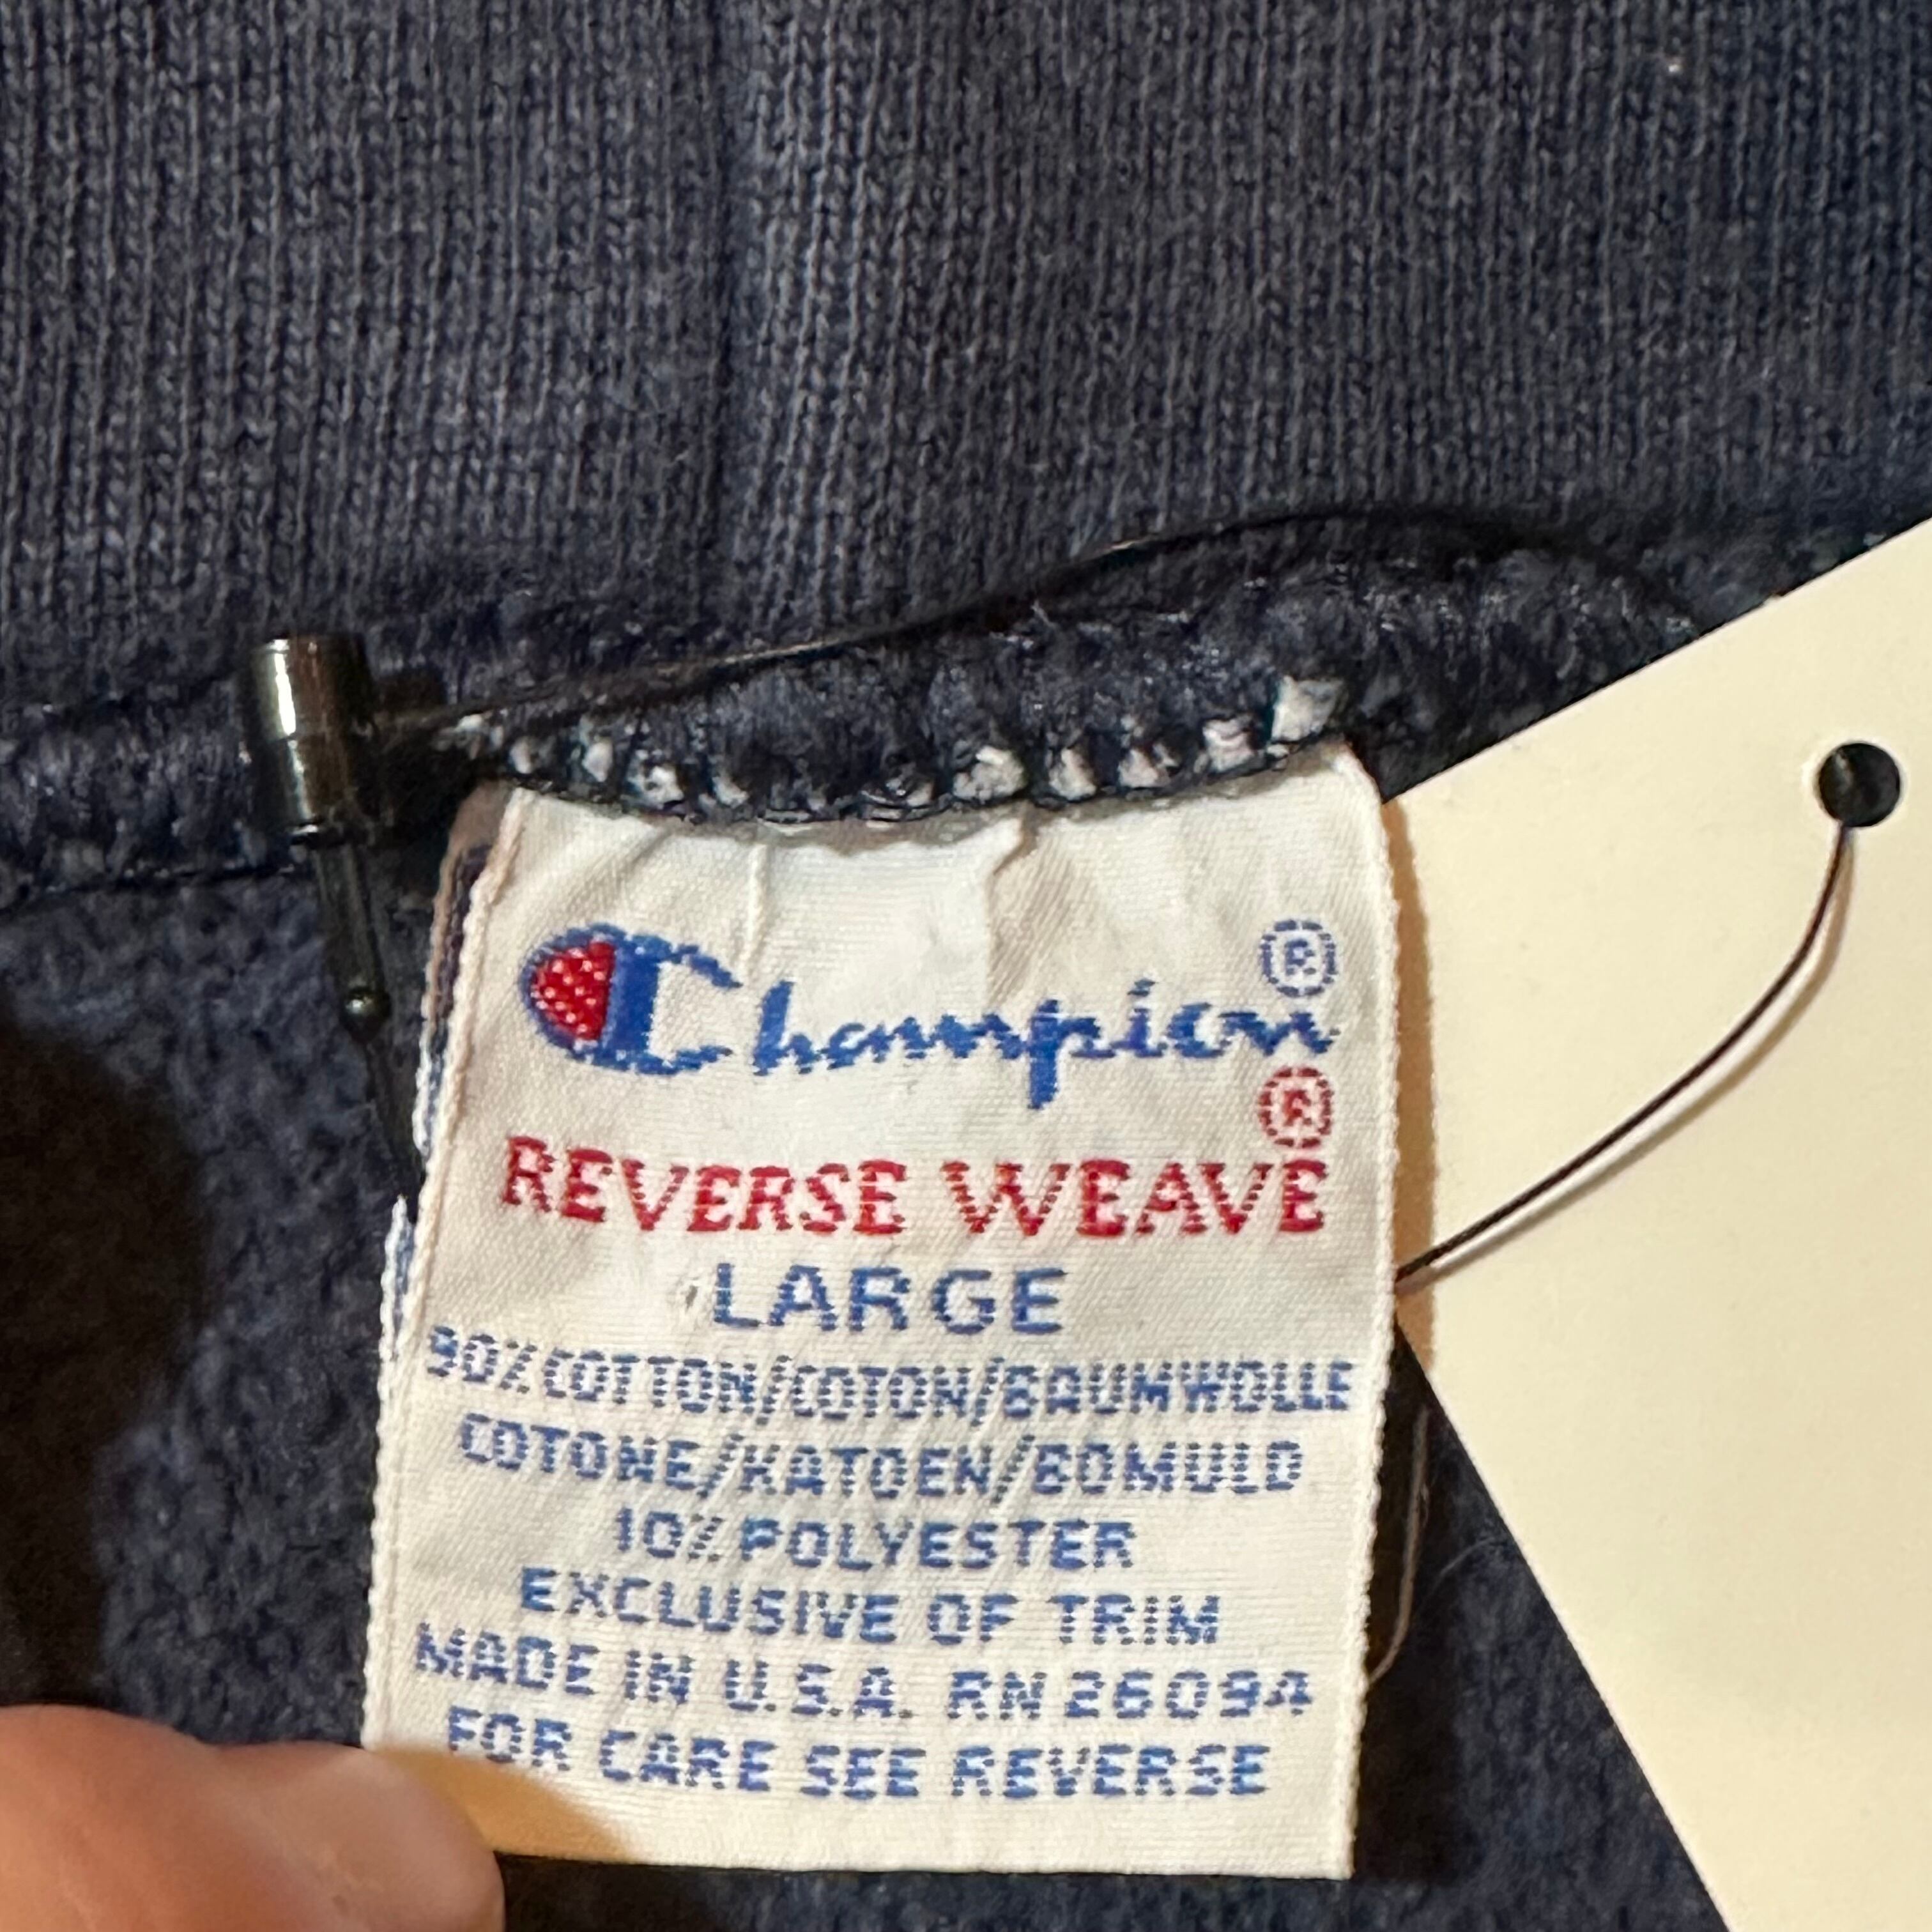 Champion®
REVERSE WEAVE®
LARGE
90% COTTON/COTON/BAUMWOLLE
COTONE/KATOEN/BOMULD
10% POLYESTER
EXCLUSIVE OF TRIM
MADE IN U.S.A. RN 26094
FOR CARE SEE REVERSE